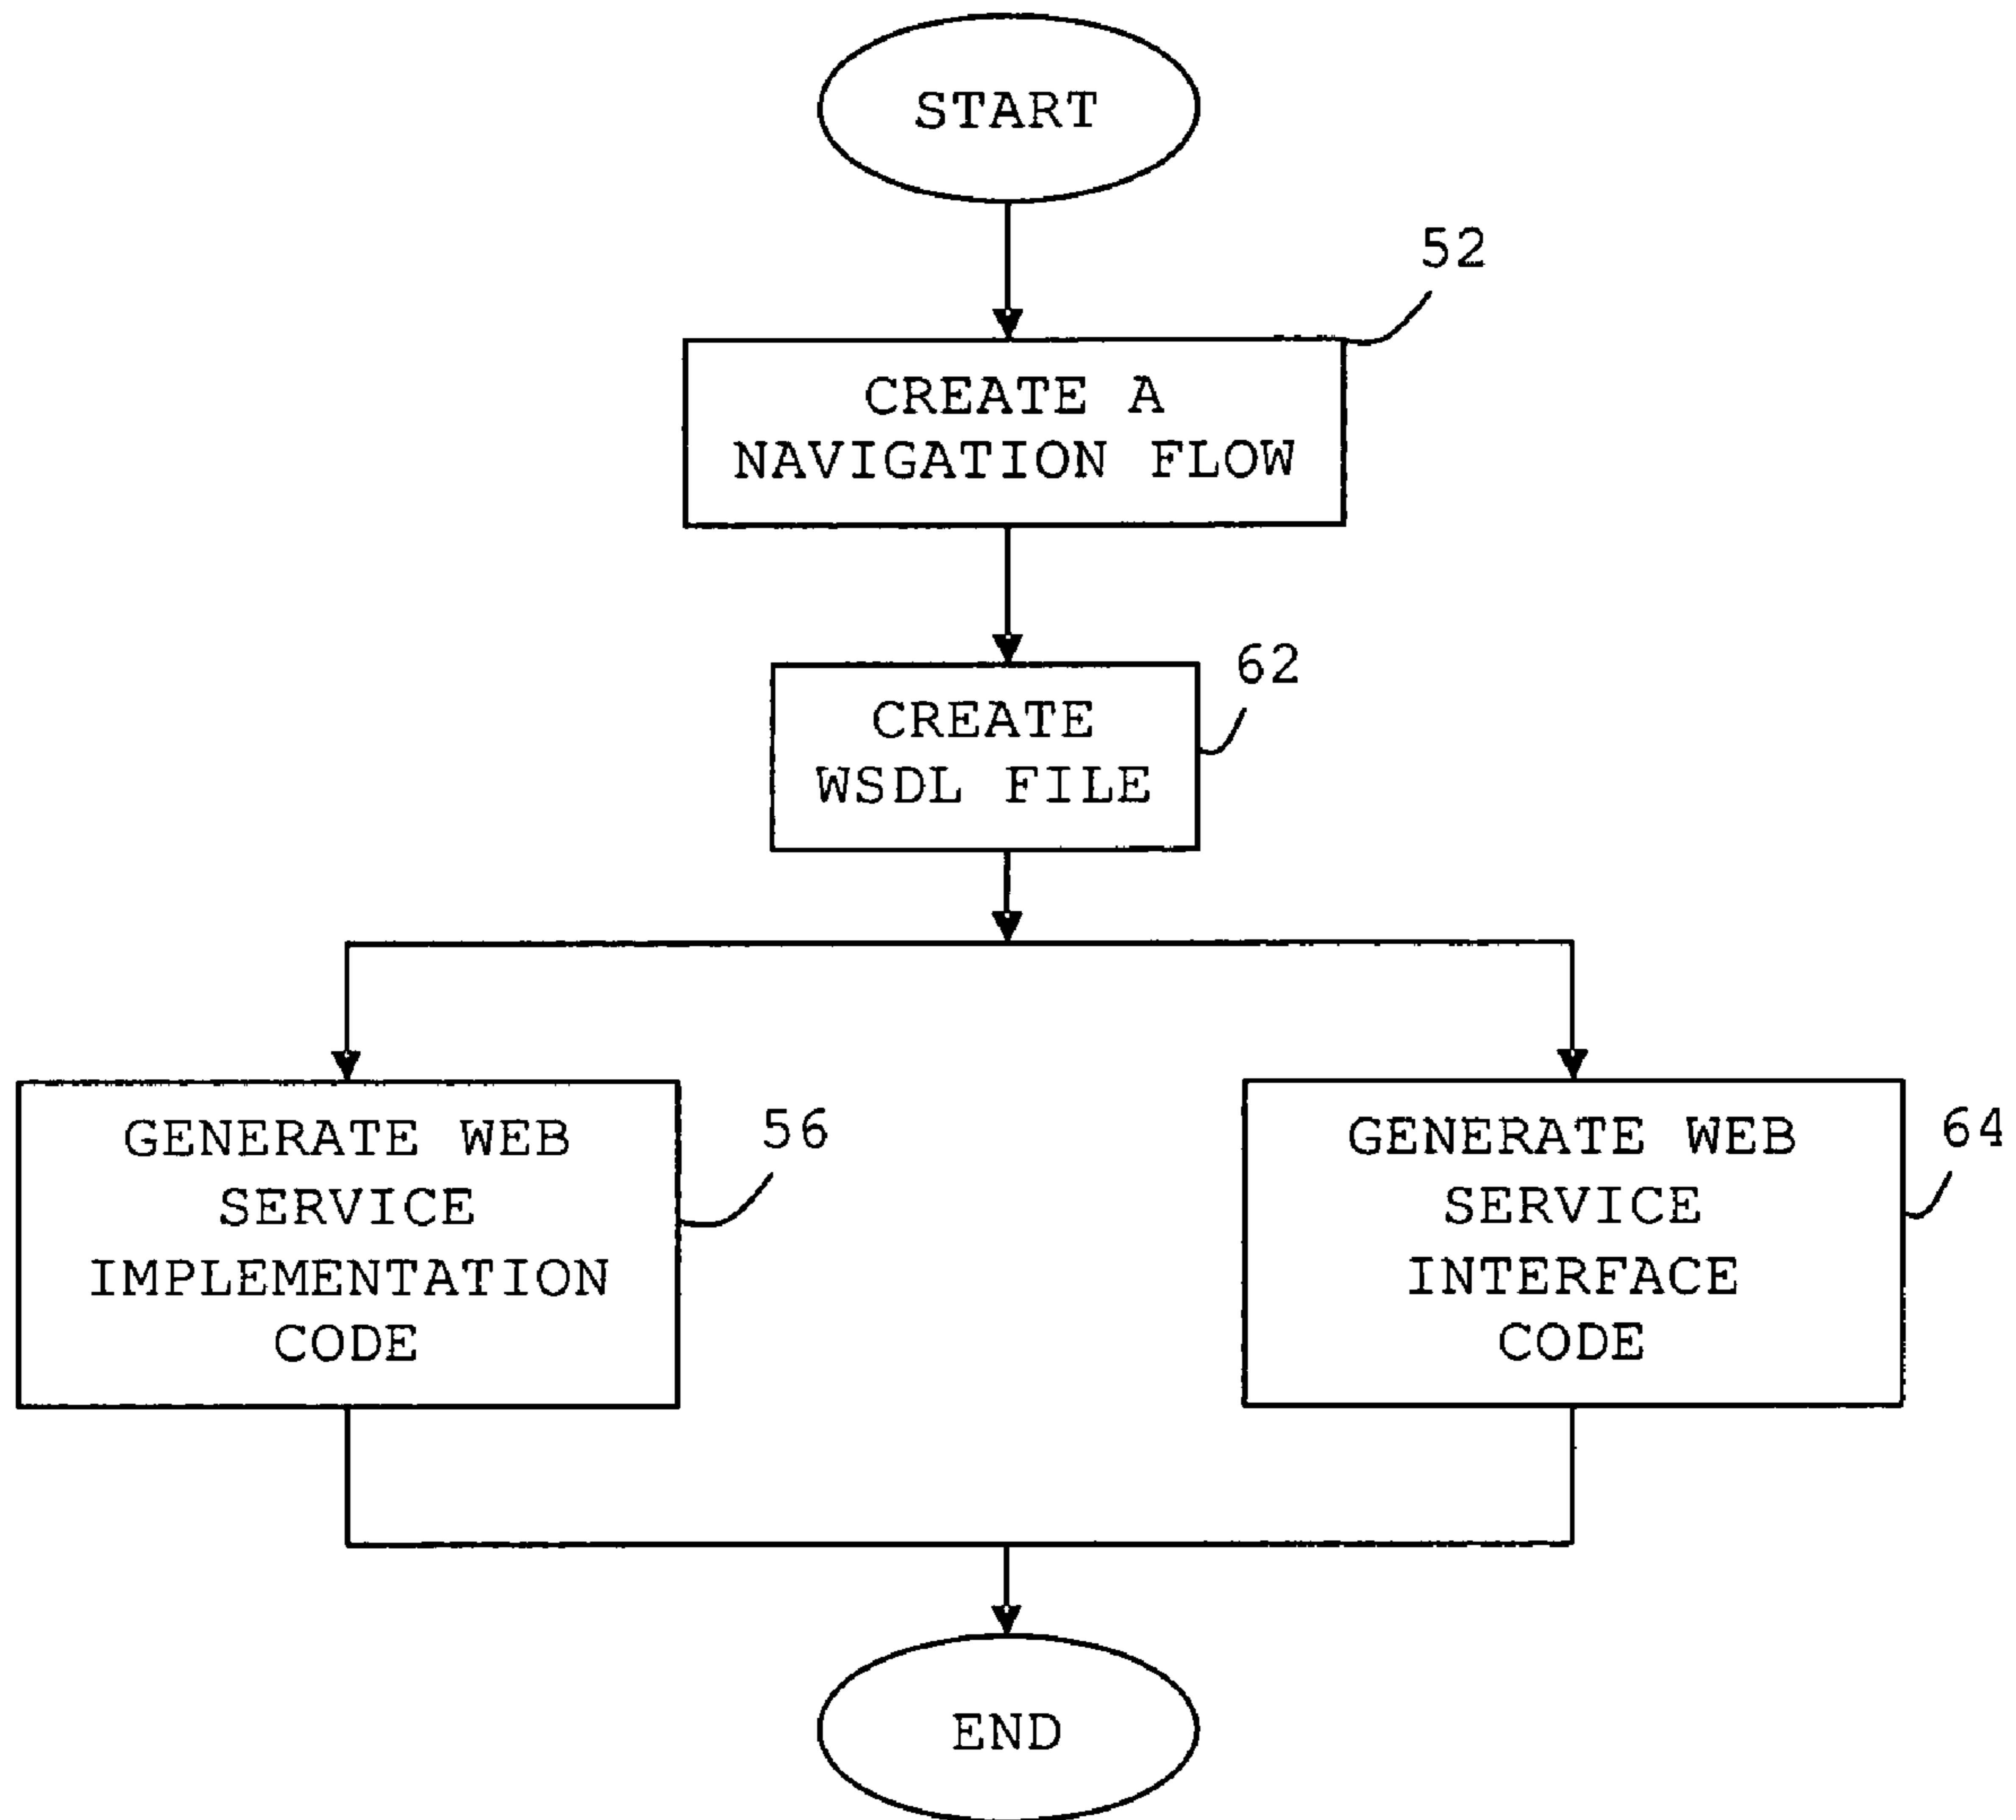 START
52
CREATE A
NAVIGATION FLOW
62
CREATE
WSDL FILE
GENERATE WEB
SERVICE
IMPLEMENTATION
CODE
56
GENERATE WEB
SERVICE
INTERFACE
CODE
64
END